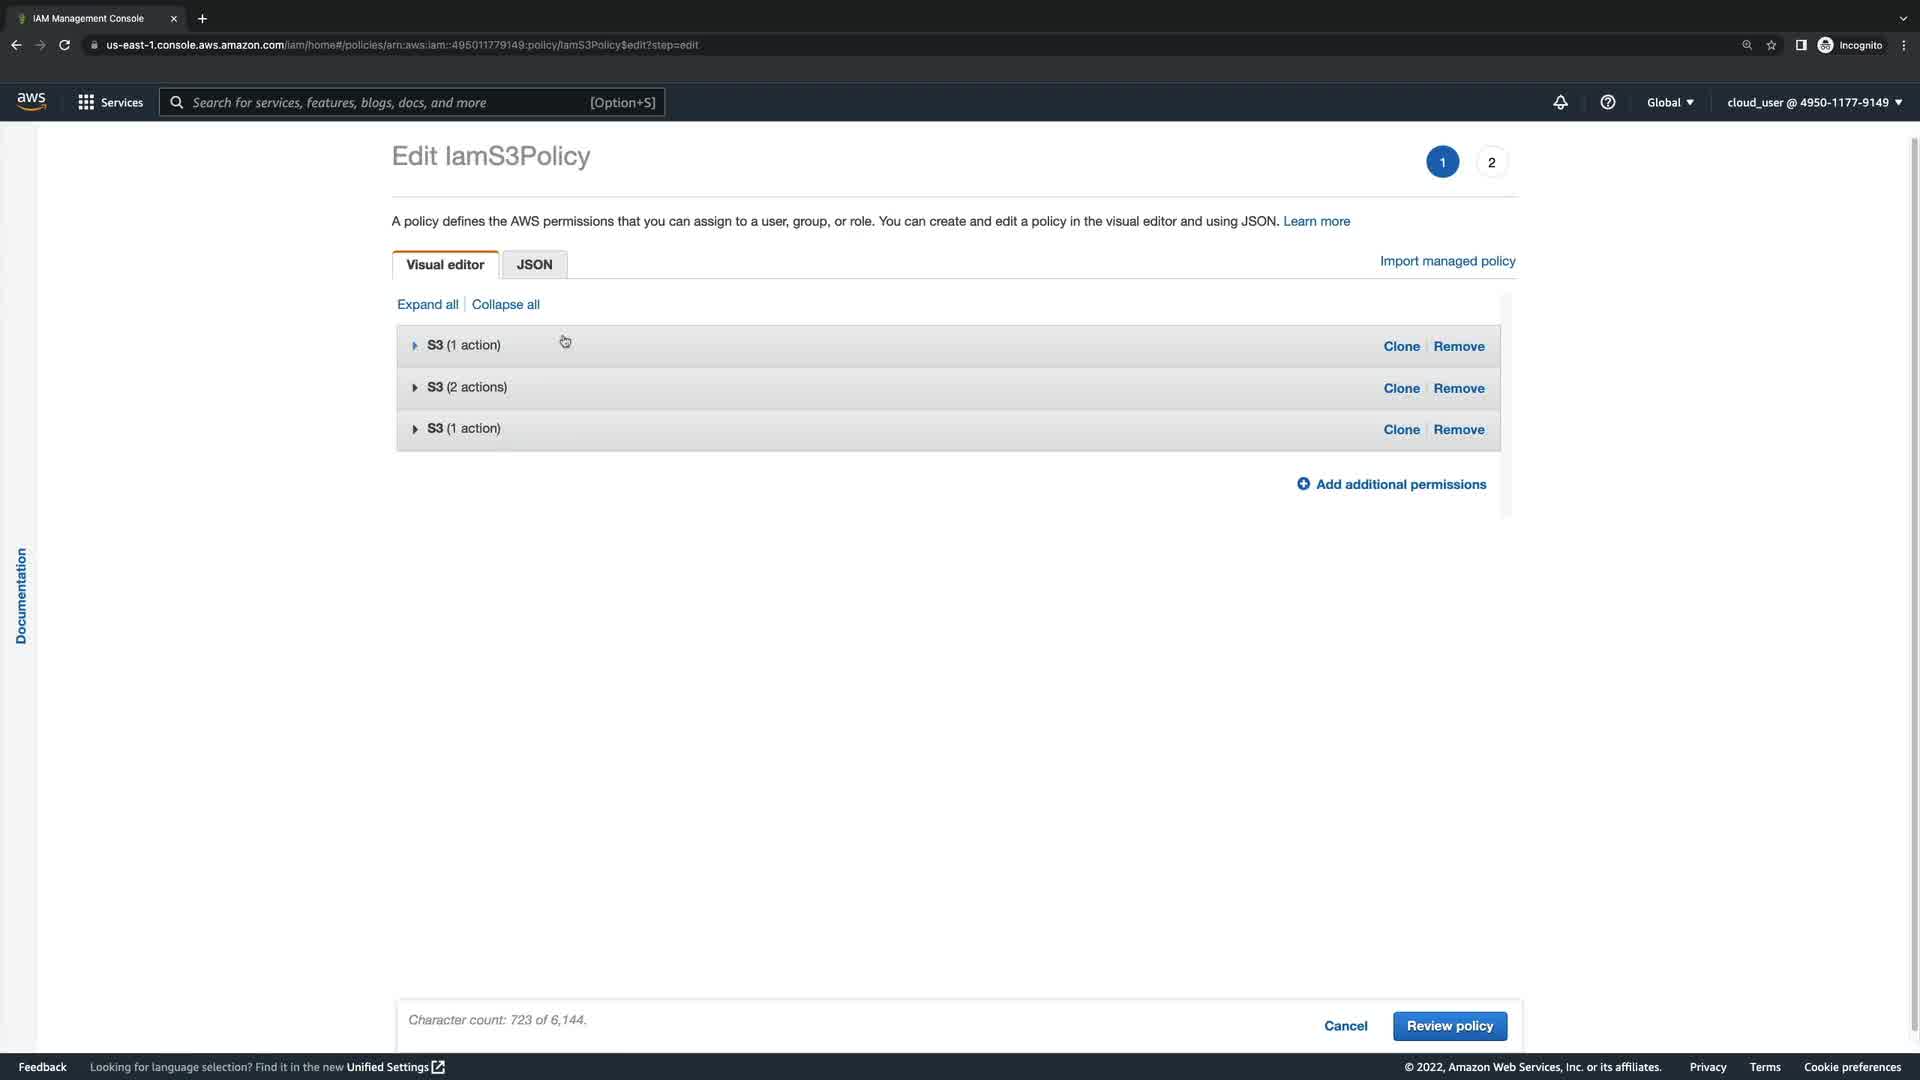 IAM Management Console
us-east-1.console.aws.amazon.com/iam/home#/policies/arn:aws:iam::495011779149:policy/IamS3Policy$edit?step=edit
Incognito
aws
Services
Search for services, features, blogs, docs, and more
[Option+S]
Global
cloud_user @ 4950-1177-9149
Edit IamS3Policy
1
2
A policy defines the AWS permissions that you can assign to a user, group, or role. You can create and edit a policy in the visual editor and using JSON. Learn more
Visual editor
JSON
Import managed policy
Expand all
Collapse all
S3 (1 action)
Clone
Remove
S3 (2 actions)
Clone
Remove
S3 (1 action)
Clone
Remove
Add additional permissions
Documentation
Character count: 723 of 6,144.
Cancel
Review policy
Feedback
Looking for language selection? Find it in the new Unified Settings
© 2022, Amazon Web Services, Inc. or its affiliates.
Privacy
Terms
Cookie preferences